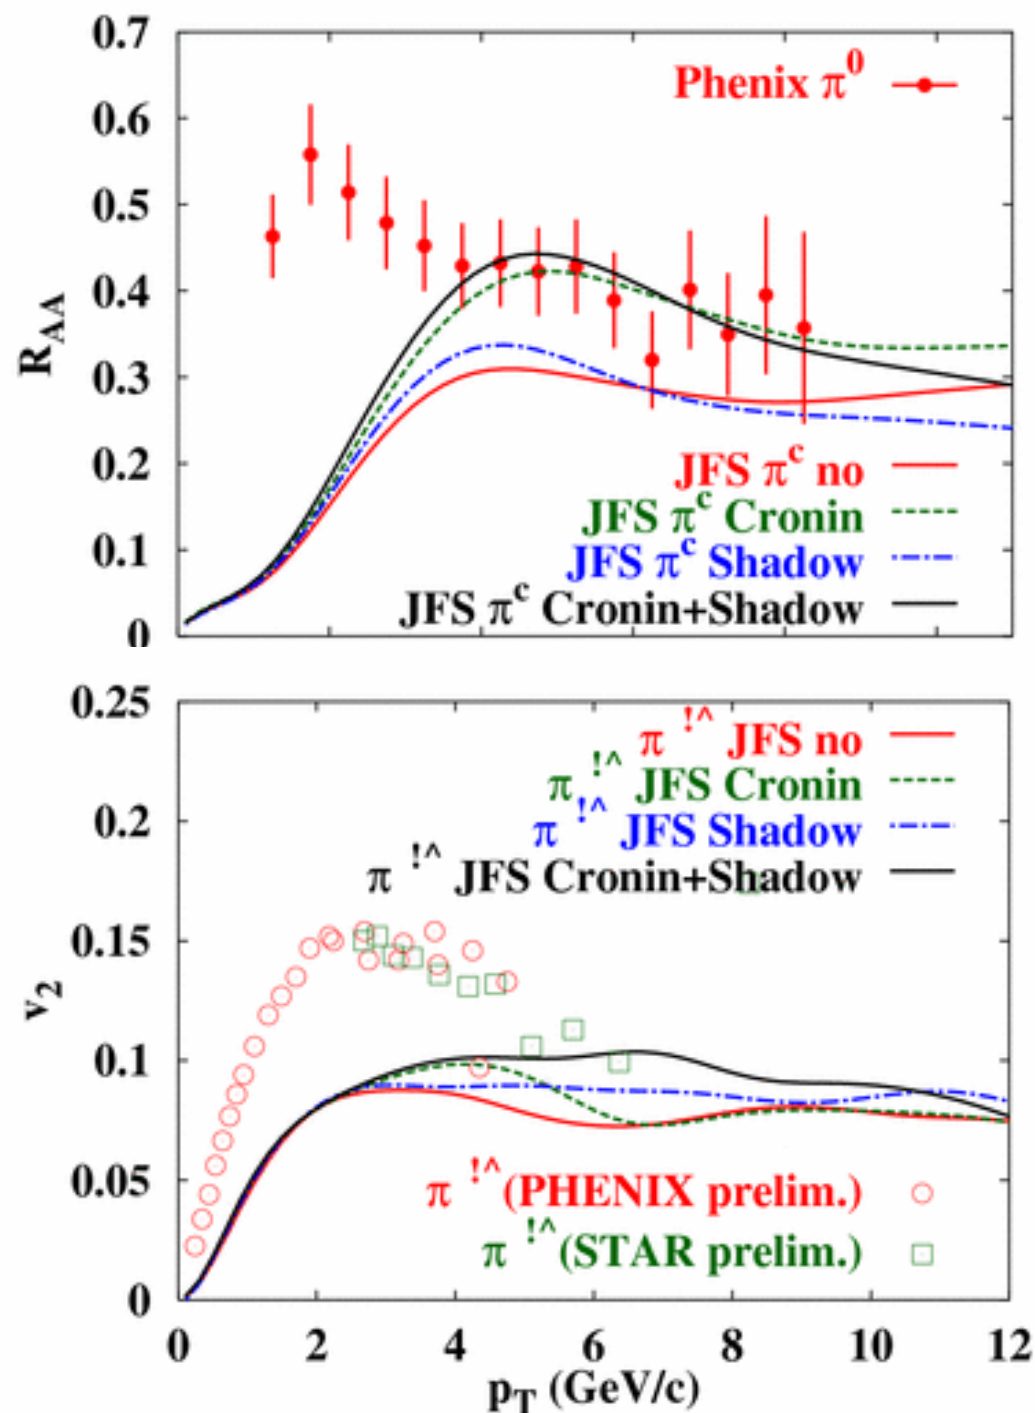 0.7
Phenix π⁰
0.6
0.5
0.4
R_AA
0.3
0.2
JFS πᶜ no
JFS πᶜ Cronin
0.1
JFS πᶜ Shadow
JFS πᶜ Cronin+Shadow
0
0.25
π !^ JFS no
π !^ JFS Cronin
0.2
π !^ JFS Shadow
π !^ JFS Cronin+Shadow
0.15
v₂
0.1
0.05
π !^(PHENIX prelim.)
π !^(STAR prelim.)
0
0 2 4 6 8 10 12
p_T (GeV/c)